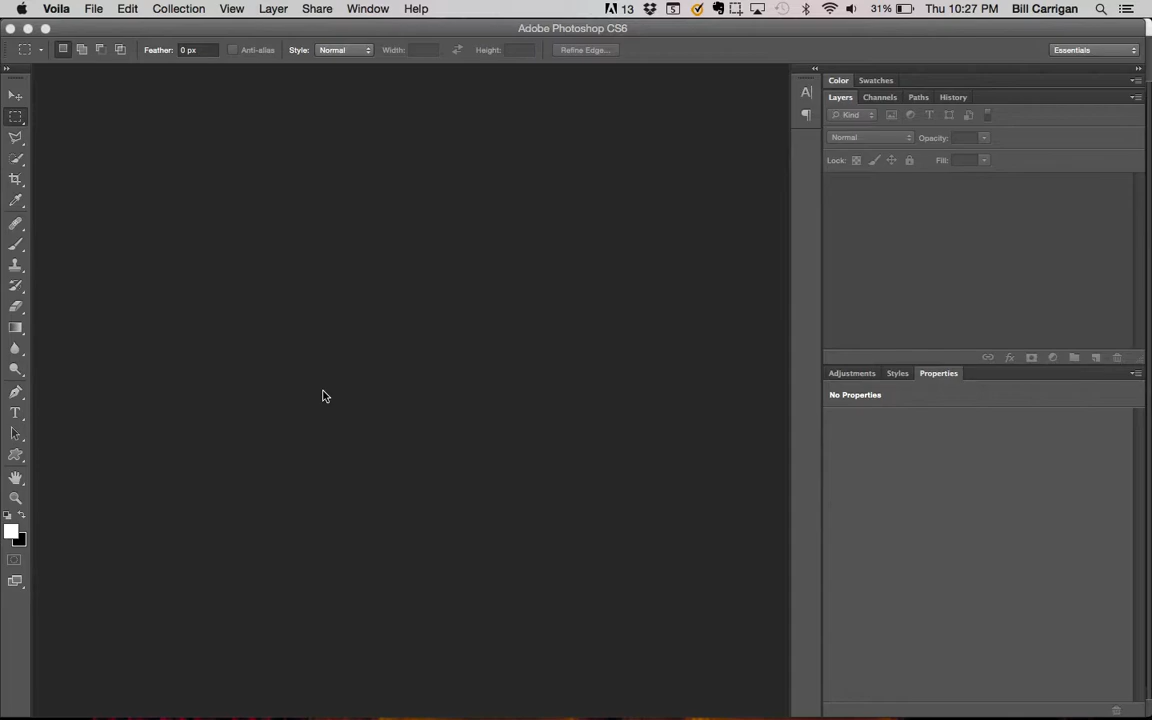 Voila File Edit Collection View Layer Share Window Help 13 5 31% Thu 10:27 PM Bill Carrigan
Adobe Photoshop CS6
Feather: 0 px Anti-alias Style: Normal Width: Height: Refine Edge... Essentials
Color Swatches
Layers Channels Paths History
Kind
Normal Opacity:
Lock: Fill:
Adjustments Styles Properties
No Properties